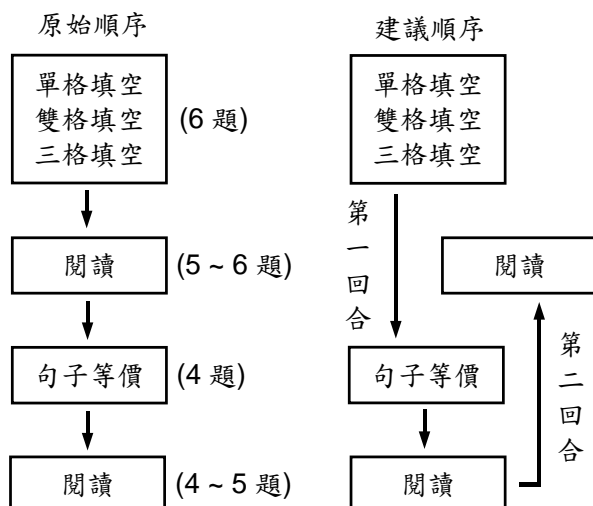 原始順序
單格填空
雙格填空
三格填空
(6 題)
閱讀
(5 ~ 6 題)
句子等價
(4 題)
閱讀
(4 ~ 5 題)
建議順序
單格填空
雙格填空
三格填空
第一回合
句子等價
閱讀
第二回合
閱讀